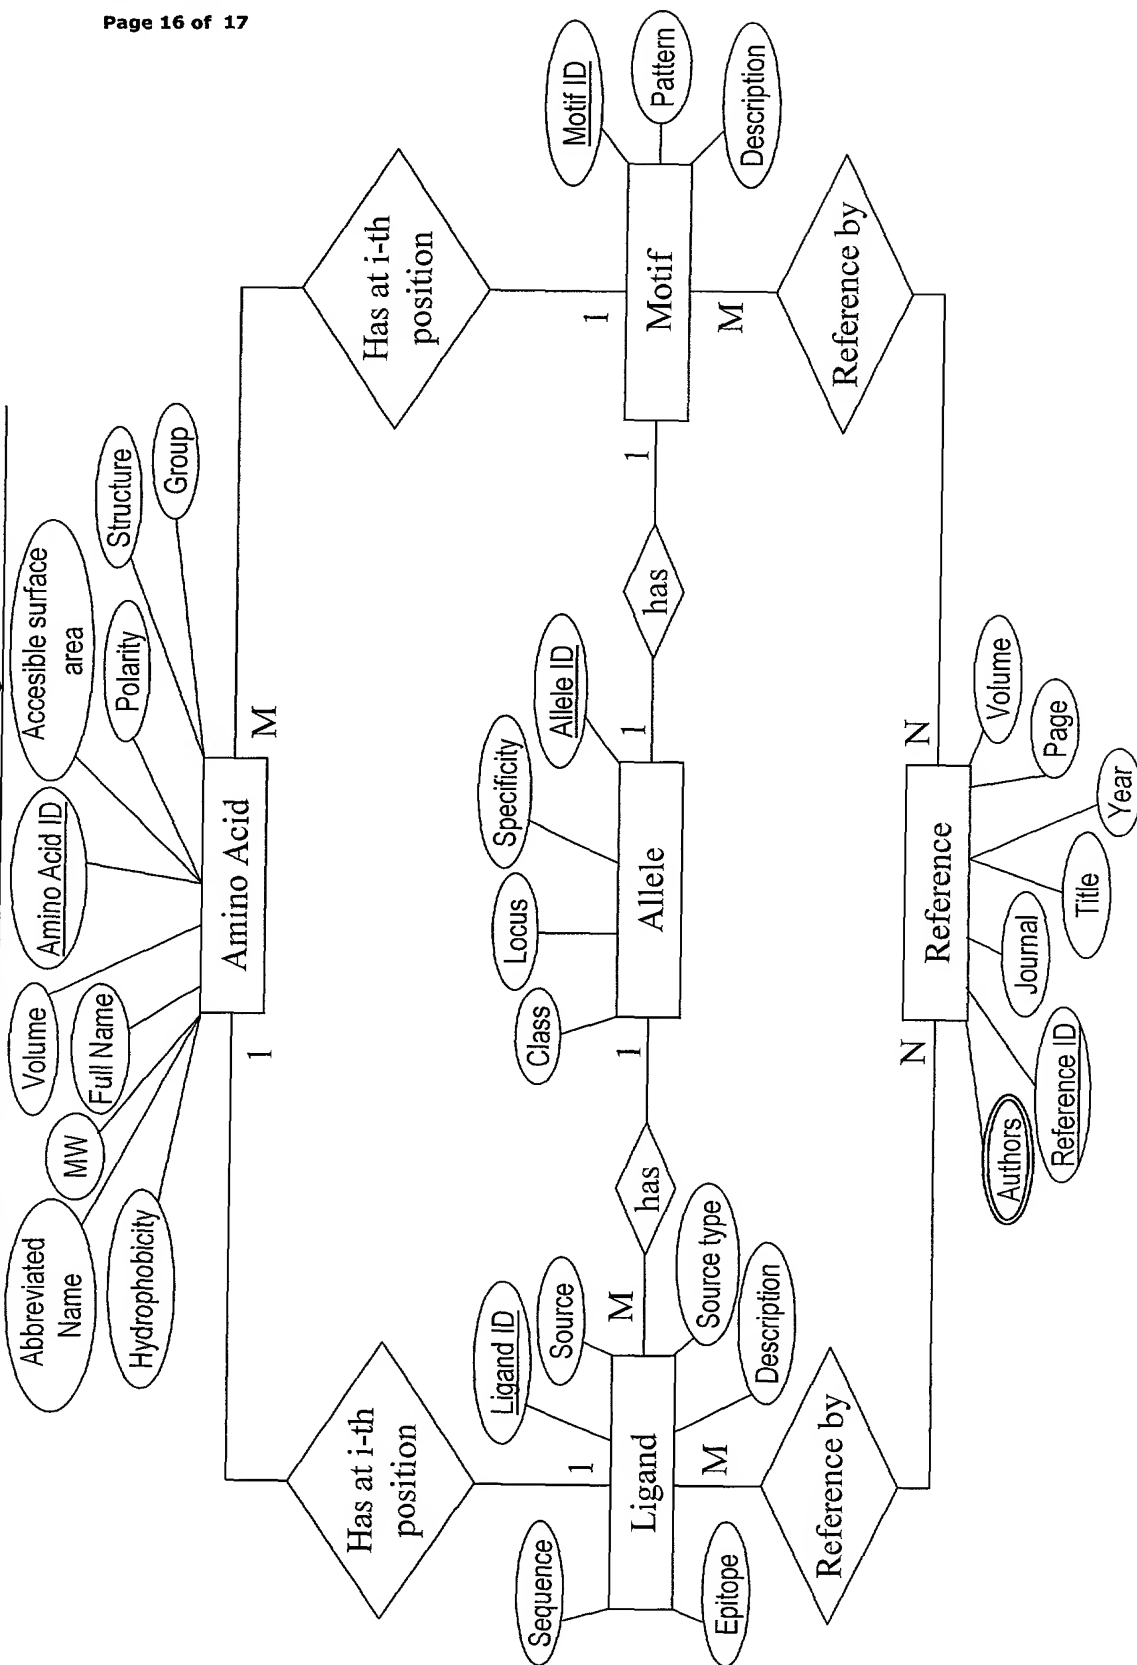 Page 16 of 17
Abbreviated
Name
MW
Volume
Amino Acid ID
Accesible surface
area
Structure
Hydrophobicity
Full Name
Polarity
Group
Amino Acid
1
M
Has at i-th
position
Has at i-th
position
Sequence
Ligand ID
Source
Class
Locus
Specificity
Allele ID
Motif ID
1
M
1
1
1
1
Ligand
has
Allele
has
Motif
Pattern
M
M
Epitope
Description
Source type
Description
Reference by
Reference by
N
N
Reference
Authors
Reference ID
Journal
Title
Year
Page
Volume